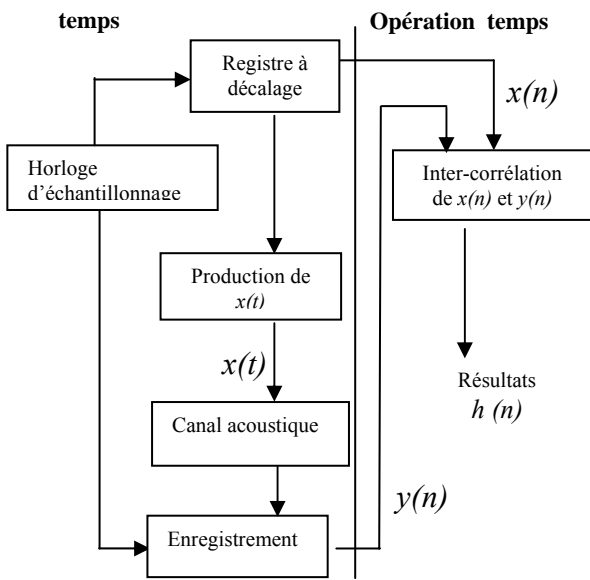 temps
Opération temps
Registre à
décalage
x(n)
Horloge
d'échantillonnage
Inter-corrélation
de x(n) et y(n)
Production de
x(t)
x(t)
Résultats
h (n)
Canal acoustique
y(n)
Enregistrement